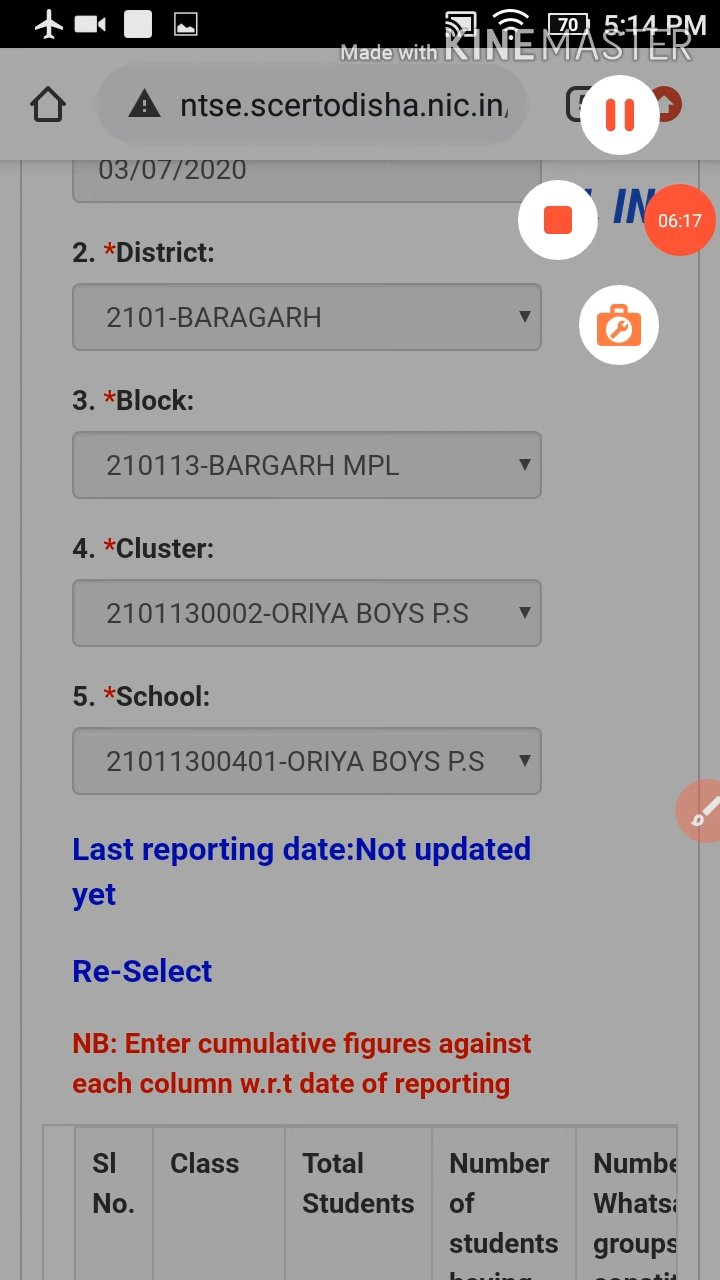 70 5:14 PM
Made with KINEMASTER
ntse.scertodisha.nic.in/
03/07/2020
IN
06:17
2. *District:
2101-BARAGARH
3. *Block:
210113-BARGARH MPL
4. *Cluster:
2101130002-ORIYA BOYS P.S
5. *School:
21011300401-ORIYA BOYS P.S
Last reporting date:Not updated
yet
Re-Select
NB: Enter cumulative figures against
each column w.r.t date of reporting
Sl Class Total Number
No. Students of
students groups